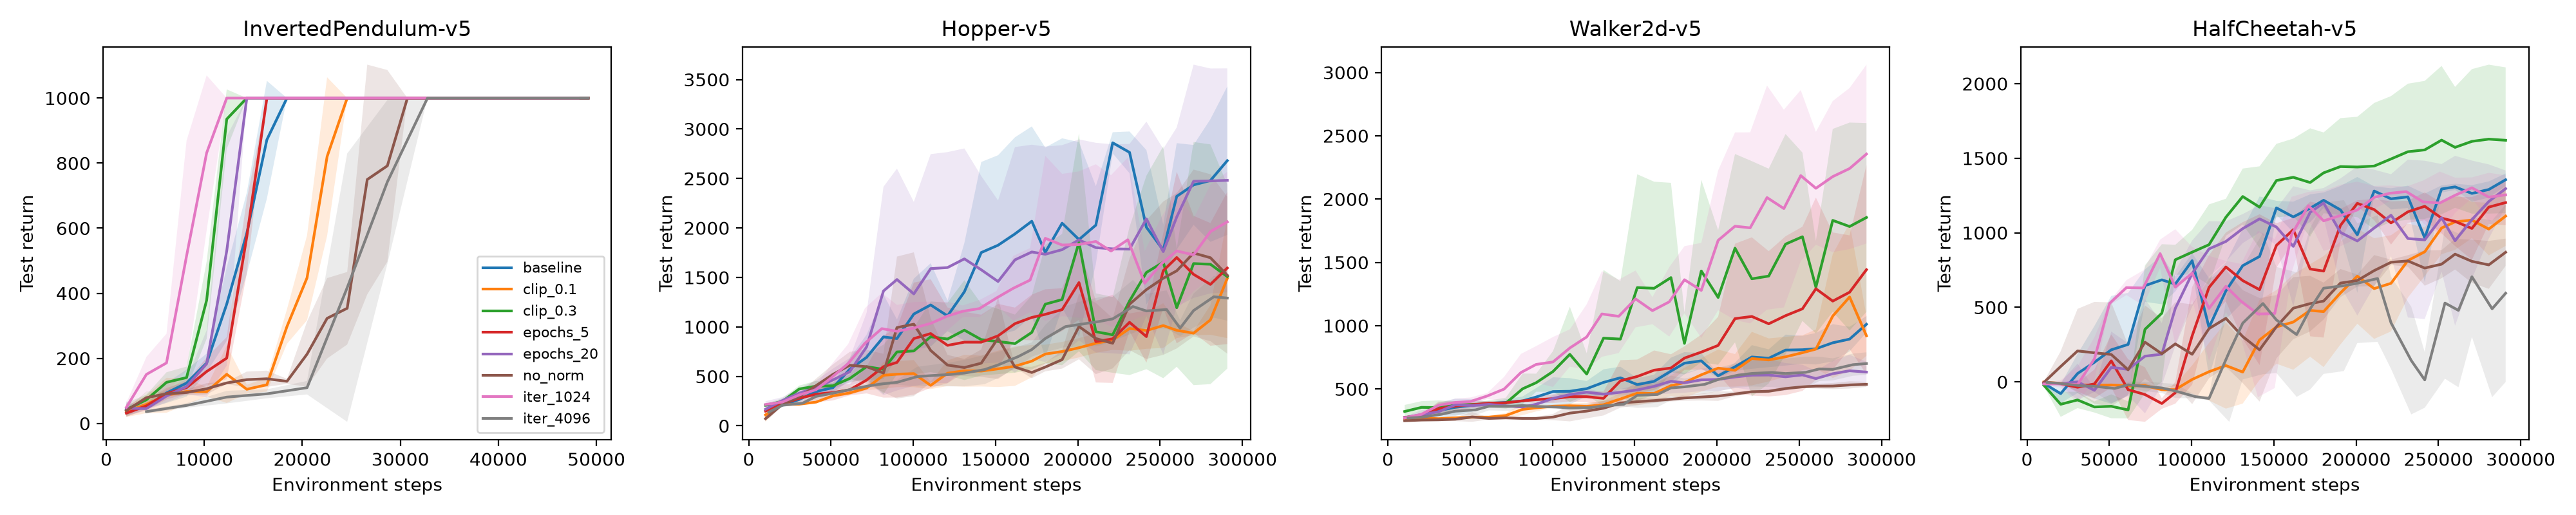 InvertedPendulum-v5
1000
800
600
400
200
0
Test return
0 10000 20000 30000 40000 50000
Environment steps
baseline
clip_0.1
clip_0.3
epochs_5
epochs_20
no_norm
iter_1024
iter_4096
Hopper-v5
3500
3000
2500
2000
1500
1000
500
0
Test return
0 50000 100000 150000 200000 250000 300000
Environment steps
Walker2d-v5
3000
2500
2000
1500
1000
500
Test return
0 50000 100000 150000 200000 250000 300000
Environment steps
HalfCheetah-v5
2000
1500
1000
500
0
Test return
0 50000 100000 150000 200000 250000 300000
Environment steps